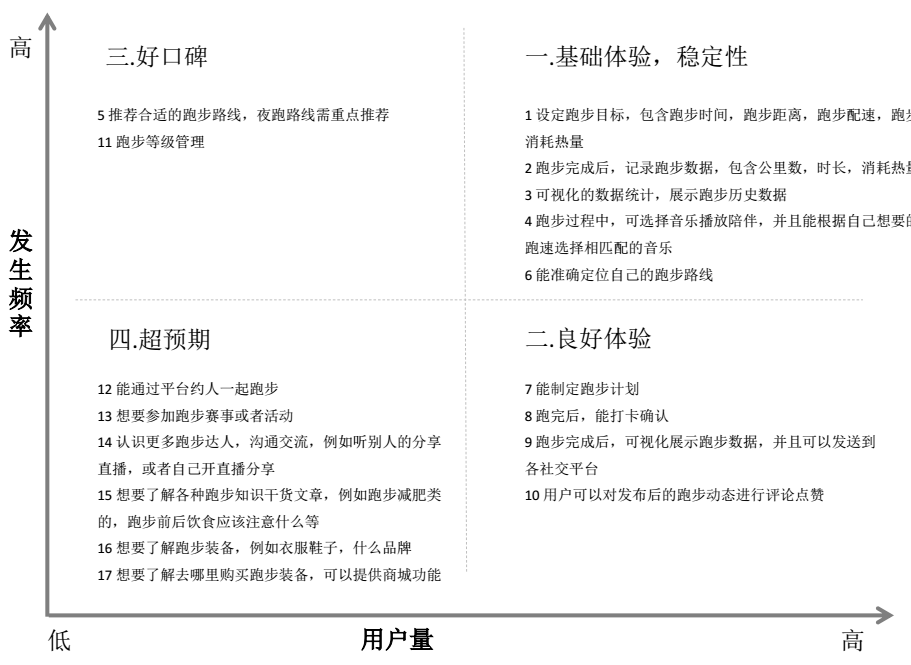 高
三.好口碑
5 推荐合适的跑步路线，夜跑路线需重点推荐
11 跑步等级管理
一.基础体验，稳定性
1 设定跑步目标，包含跑步时间，跑步距离，跑步配速，跑步
消耗热量
2 跑步完成后，记录跑步数据，包含公里数，时长，消耗热量
3 可视化的数据统计，展示跑步历史数据
4 跑步过程中，可选择音乐播放陪伴，并且能根据自己想要的
跑速选择相匹配的音乐
6 能准确定位自己的跑步路线
发
生
频
率
四.超预期
12 能通过平台约人一起跑步
13 想要参加跑步赛事或者活动
14 认识更多跑步达人，沟通交流，例如听别人的分享
直播，或者自己开直播分享
15 想要了解各种跑步知识干货文章，例如跑步减肥类
的，跑步前后饮食应该注意什么等
16 想要了解跑步装备，例如衣服鞋子，什么品牌
17 想要了解去哪里购买跑步装备，可以提供商城功能
二.良好体验
7 能制定跑步计划
8 跑完后，能打卡确认
9 跑步完成后，可视化展示跑步数据，并且可以发送到
各社交平台
10 用户可以对发布后的跑步动态进行评论点赞
低
用户量
高